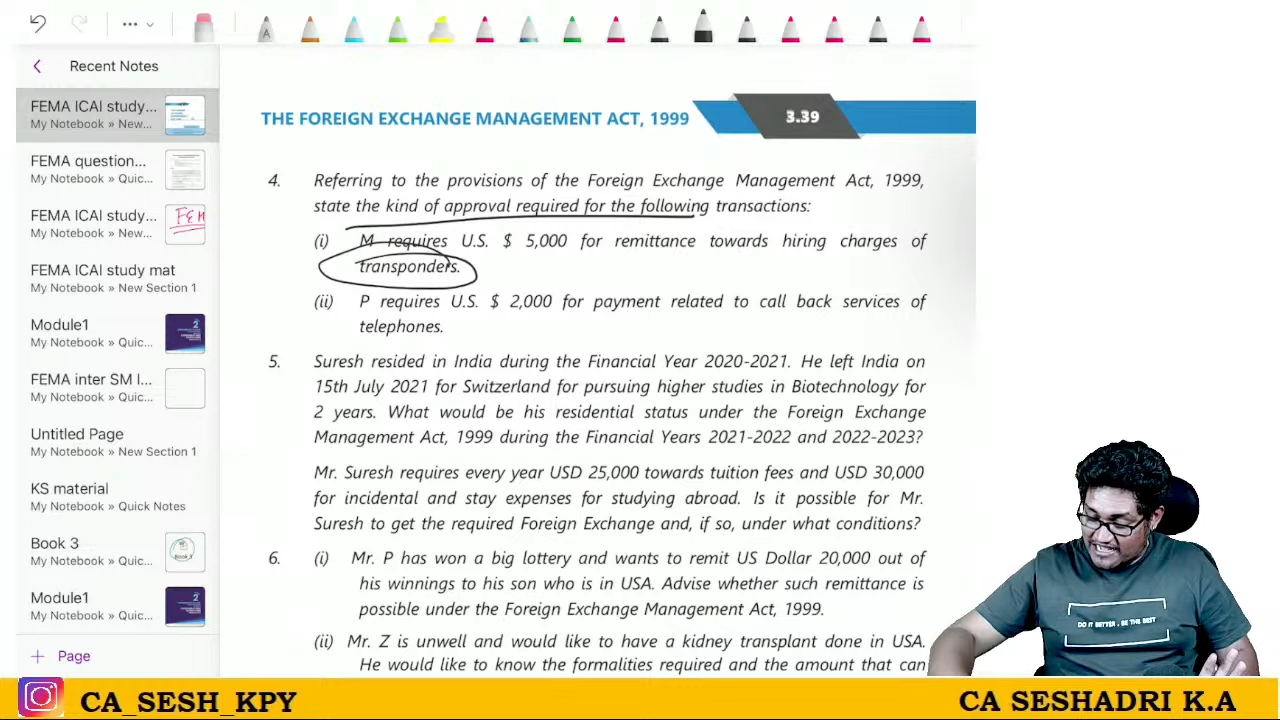 Recent Notes
FEMA ICAI study...
My Notebook » New...
FEMA question...
My Notebook » Quic...
FEMA ICAI study...
My Notebook » New...
FEM
FEMA ICAI study mat
My Notebook » New Section 1
Module1
My Notebook » Quic...
2
FEMA inter SM I...
My Notebook » Quic...
Untitled Page
My Notebook » New Section 1
KS material
My Notebook » Quick Notes
Book 3
My Notebook » Quic...
Book 3
Module1
My Notebook » Quic...
2
+ Page
A
THE FOREIGN EXCHANGE MANAGEMENT ACT, 1999
3.39
4. Referring to the provisions of the Foreign Exchange Management Act, 1999,
state the kind of approval required for the following transactions:
(i) M requires U.S. $ 5,000 for remittance towards hiring charges of
transponders.
(ii) P requires U.S. $ 2,000 for payment related to call back services of
telephones.
5. Suresh resided in India during the Financial Year 2020-2021. He left India on
15th July 2021 for Switzerland for pursuing higher studies in Biotechnology for
2 years. What would be his residential status under the Foreign Exchange
Management Act, 1999 during the Financial Years 2021-2022 and 2022-2023?
Mr. Suresh requires every year USD 25,000 towards tuition fees and USD 30,000
for incidental and stay expenses for studying abroad. Is it possible for Mr.
Suresh to get the required Foreign Exchange and, if so, under what conditions?
6. (i) Mr. P has won a big lottery and wants to remit US Dollar 20,000 out of
his winnings to his son who is in USA. Advise whether such remittance is
possible under the Foreign Exchange Management Act, 1999.
(ii) Mr. Z is unwell and would like to have a kidney transplant done in USA.
He would like to know the formalities required and the amount that can
DO IT BETTER , BE THE BEST
CA_SESH_KPY
CA SESHADRI K.A